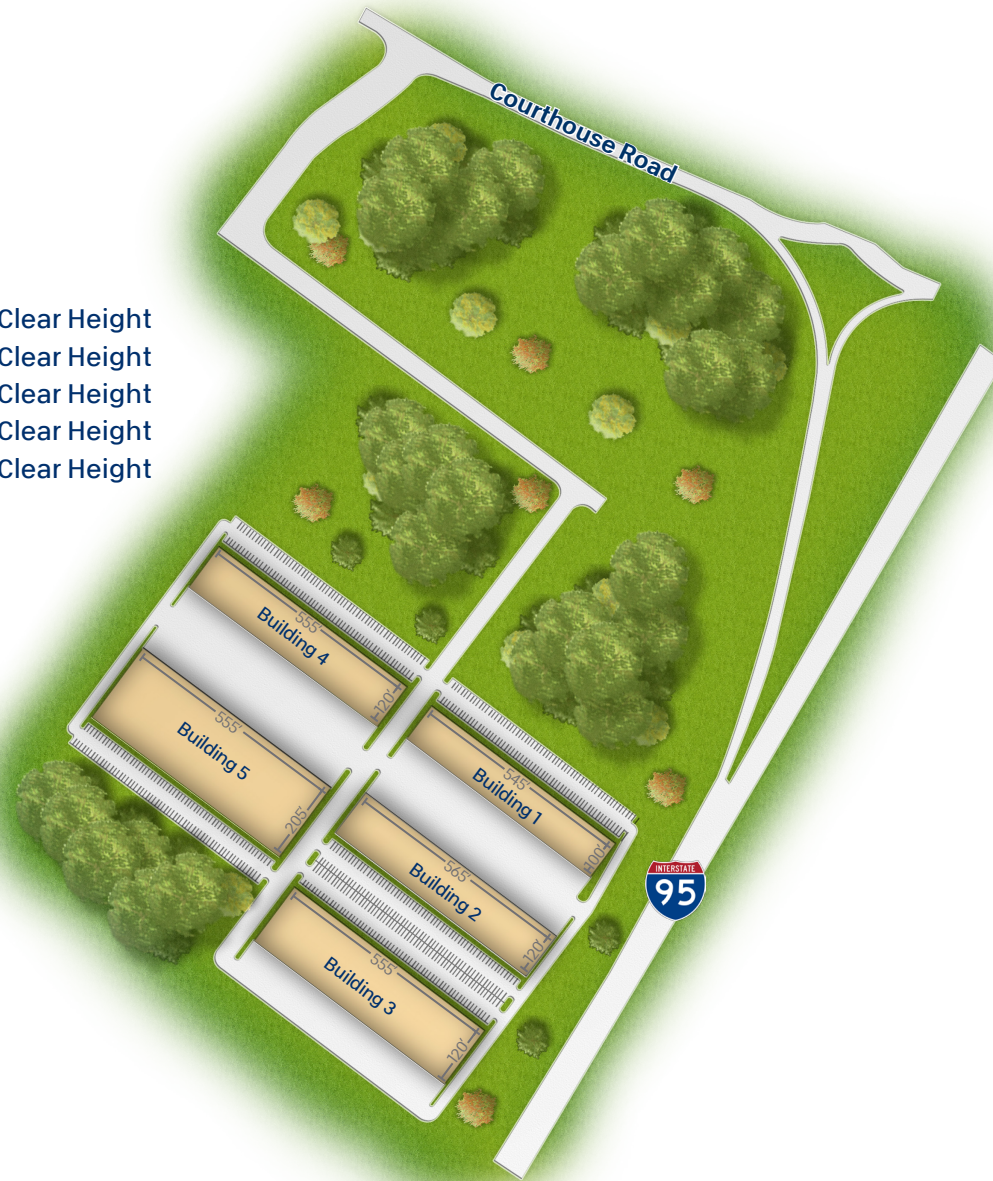 Courthouse Road
Clear Height
Clear Height
Clear Height
Clear Height
Clear Height
555'
Building 4
120'
555'
Building 5
205'
545'
Building 1
100'
565'
Building 2
120'
555'
Building 3
120'
INTERSTATE
95